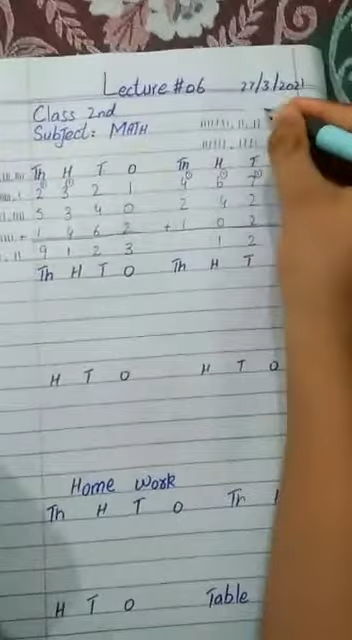 Lecture #06 27/3/2021
Class 2nd
Subject: MATH
Th H T O Th H T
2 3 2 1 4 6 7
5 3 4 0 2 4 2
+ 1 4 6 2 + 1 0 2
9 1 2 3 1 2
Th H T O Th H T
H T O H T O
Home Work
Th H T O Th
H T O Table